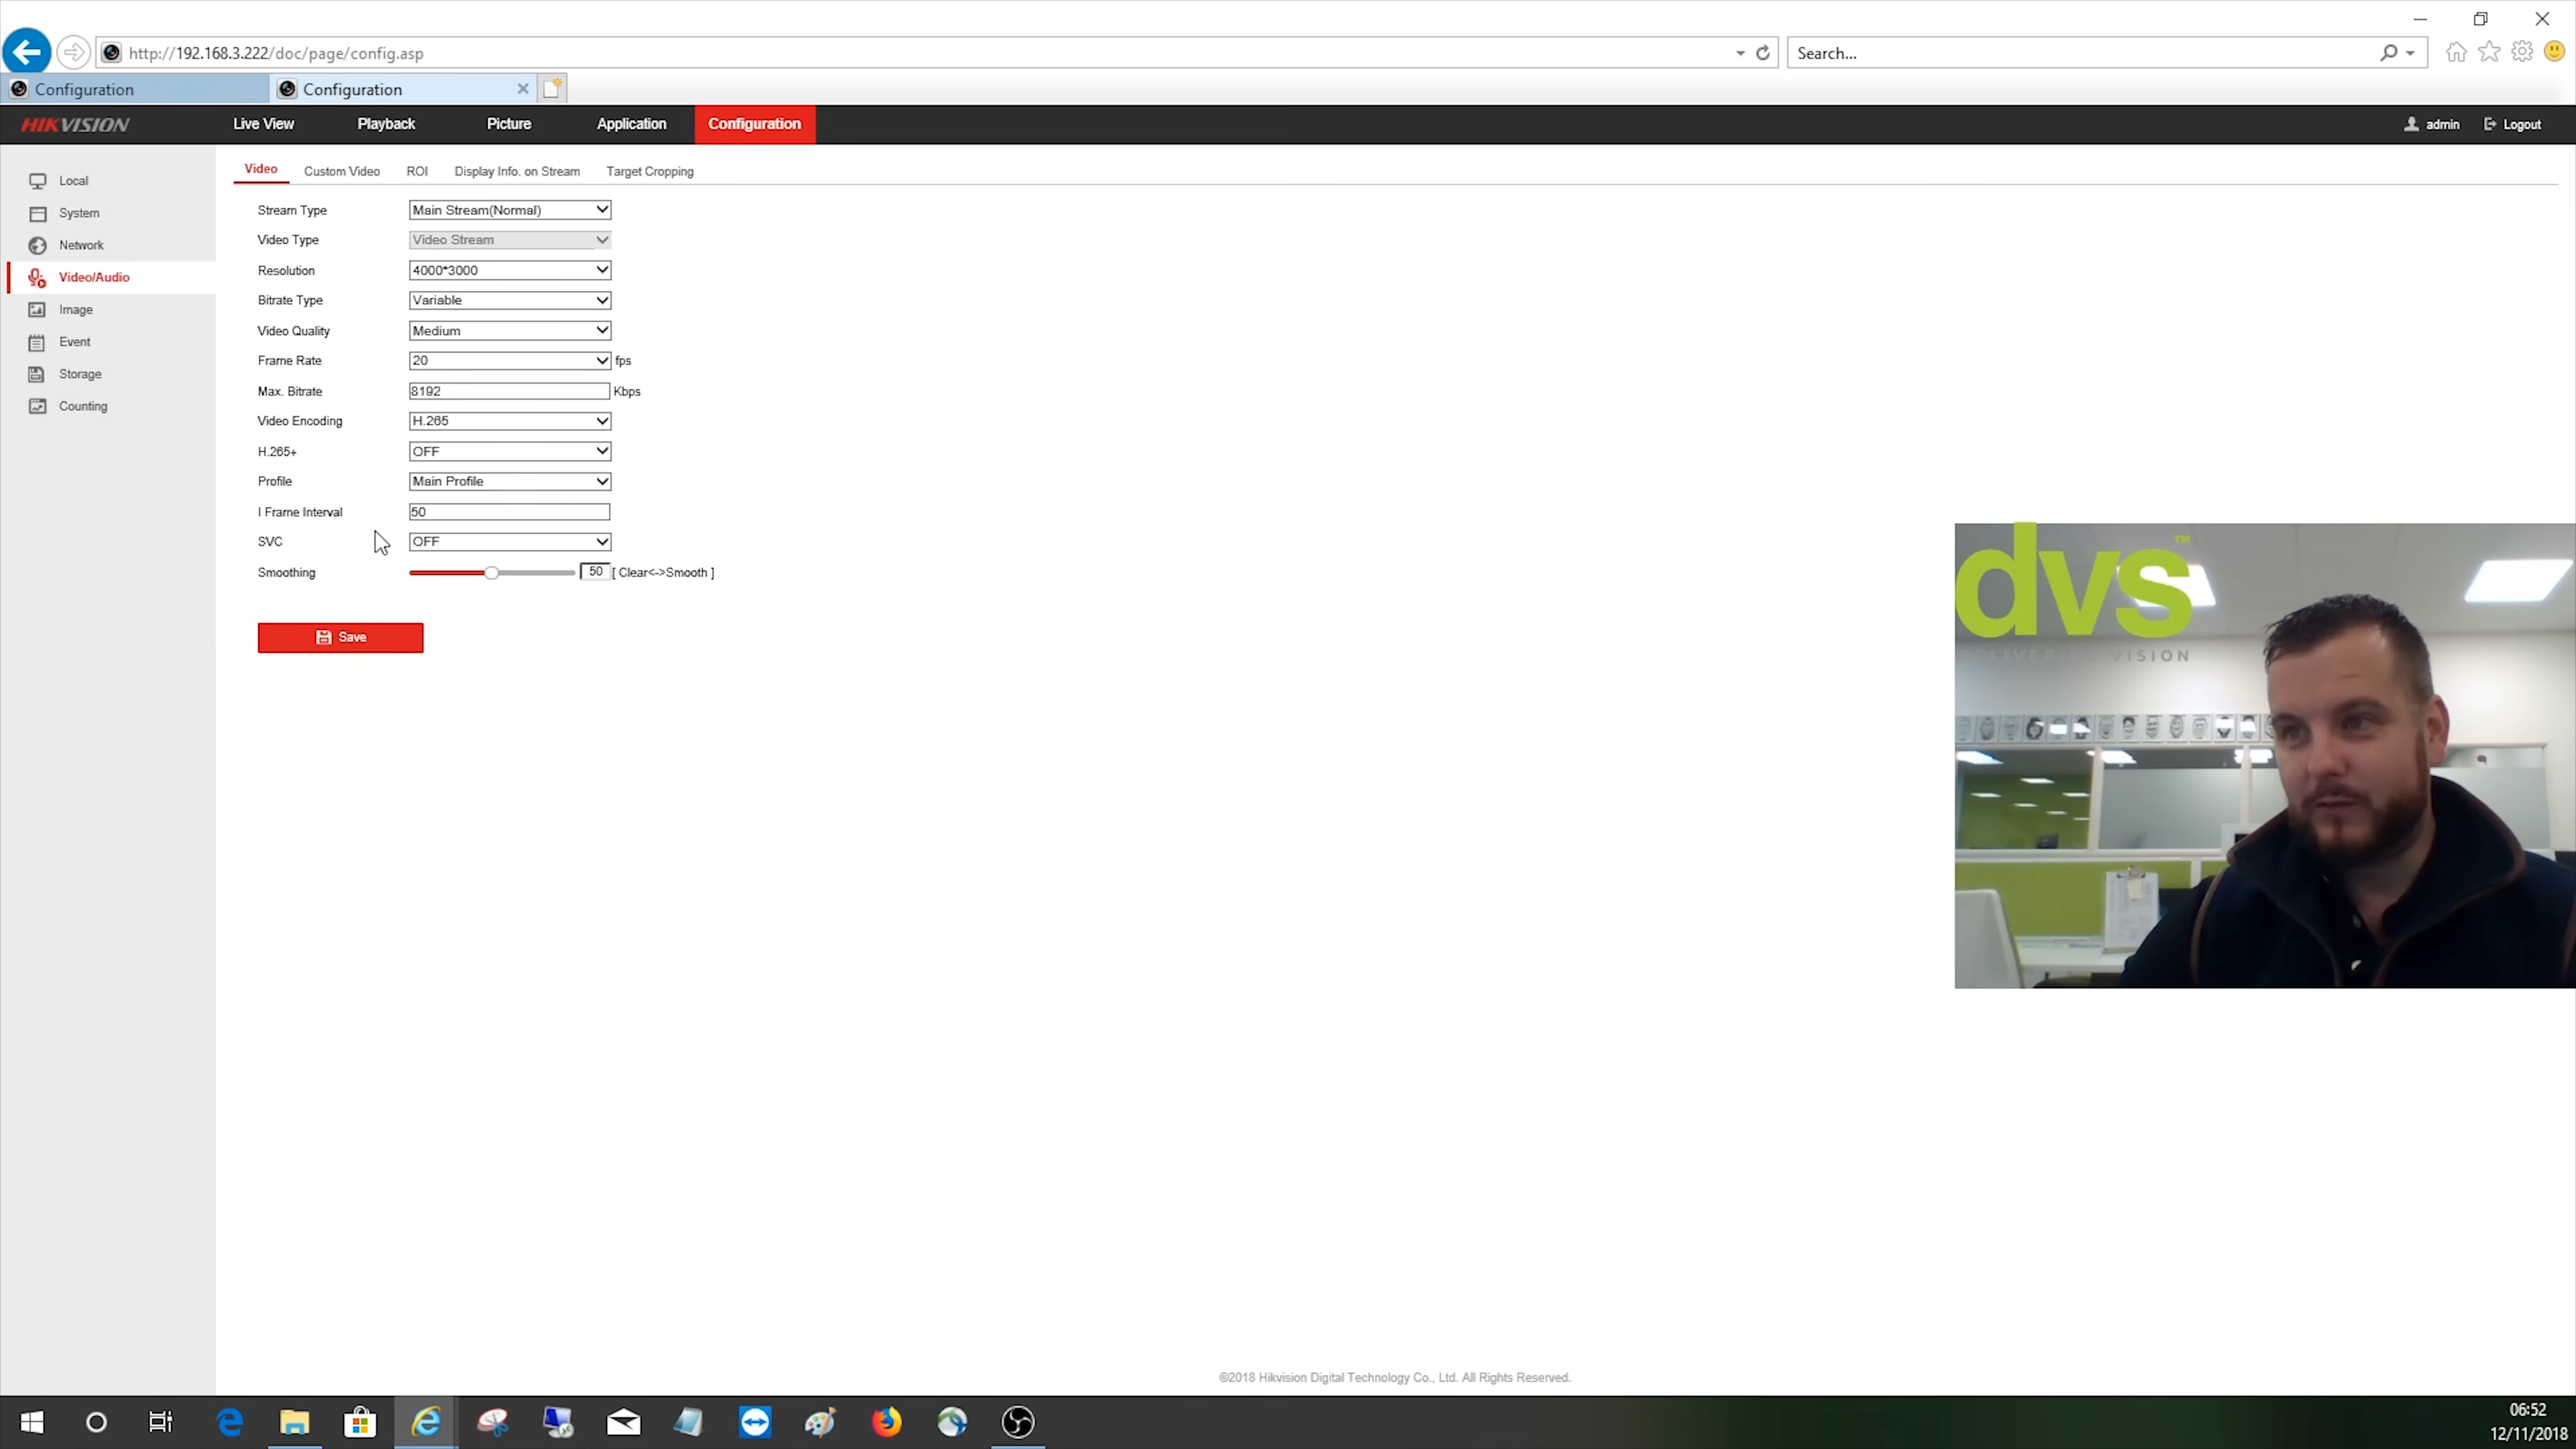 http://192.168.3.222/doc/page/config.asp
Search...
Configuration
Configuration
HIKVISION
Live View
Playback
Picture
Application
Configuration
admin
Logout
Local
System
Network
Video/Audio
Image
Event
Storage
Counting
Video
Custom Video
ROI
Display Info. on Stream
Target Cropping
Stream Type Main Stream(Normal)
Video Type Video Stream
Resolution 4000*3000
Bitrate Type Variable
Video Quality Medium
Frame Rate 20 fps
Max. Bitrate 8192 Kbps
Video Encoding H.265
H.265+ OFF
Profile Main Profile
I Frame Interval 50
SVC OFF
Smoothing 50 [ Clear<->Smooth ]
Save
dvs™
VISION
©2018 Hikvision Digital Technology Co., Ltd. All Rights Reserved.
06:52
12/11/2018